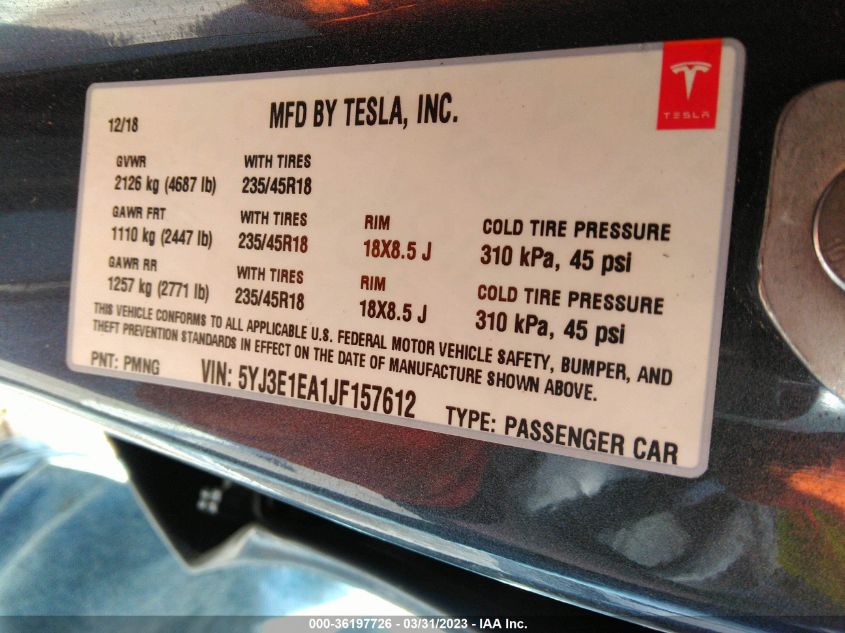 12/18
MFD BY TESLA, INC.
TESLA
GVWR WITH TIRES
2126 kg (4687 lb) 235/45R18
GAWR FRT WITH TIRES RIM COLD TIRE PRESSURE
1110 kg (2447 lb) 235/45R18 18X8.5 J 310 kPa, 45 psi
GAWR RR WITH TIRES RIM COLD TIRE PRESSURE
1257 kg (2771 lb) 235/45R18 18X8.5 J 310 kPa, 45 psi
THIS VEHICLE CONFORMS TO ALL APPLICABLE U.S. FEDERAL MOTOR VEHICLE SAFETY, BUMPER, AND
THEFT PREVENTION STANDARDS IN EFFECT ON THE DATE OF MANUFACTURE SHOWN ABOVE.
PNT: PMNG VIN: 5YJ3E1EA1JF157612 TYPE: PASSENGER CAR
000-36197726 - 03/31/2023 - IAA Inc.